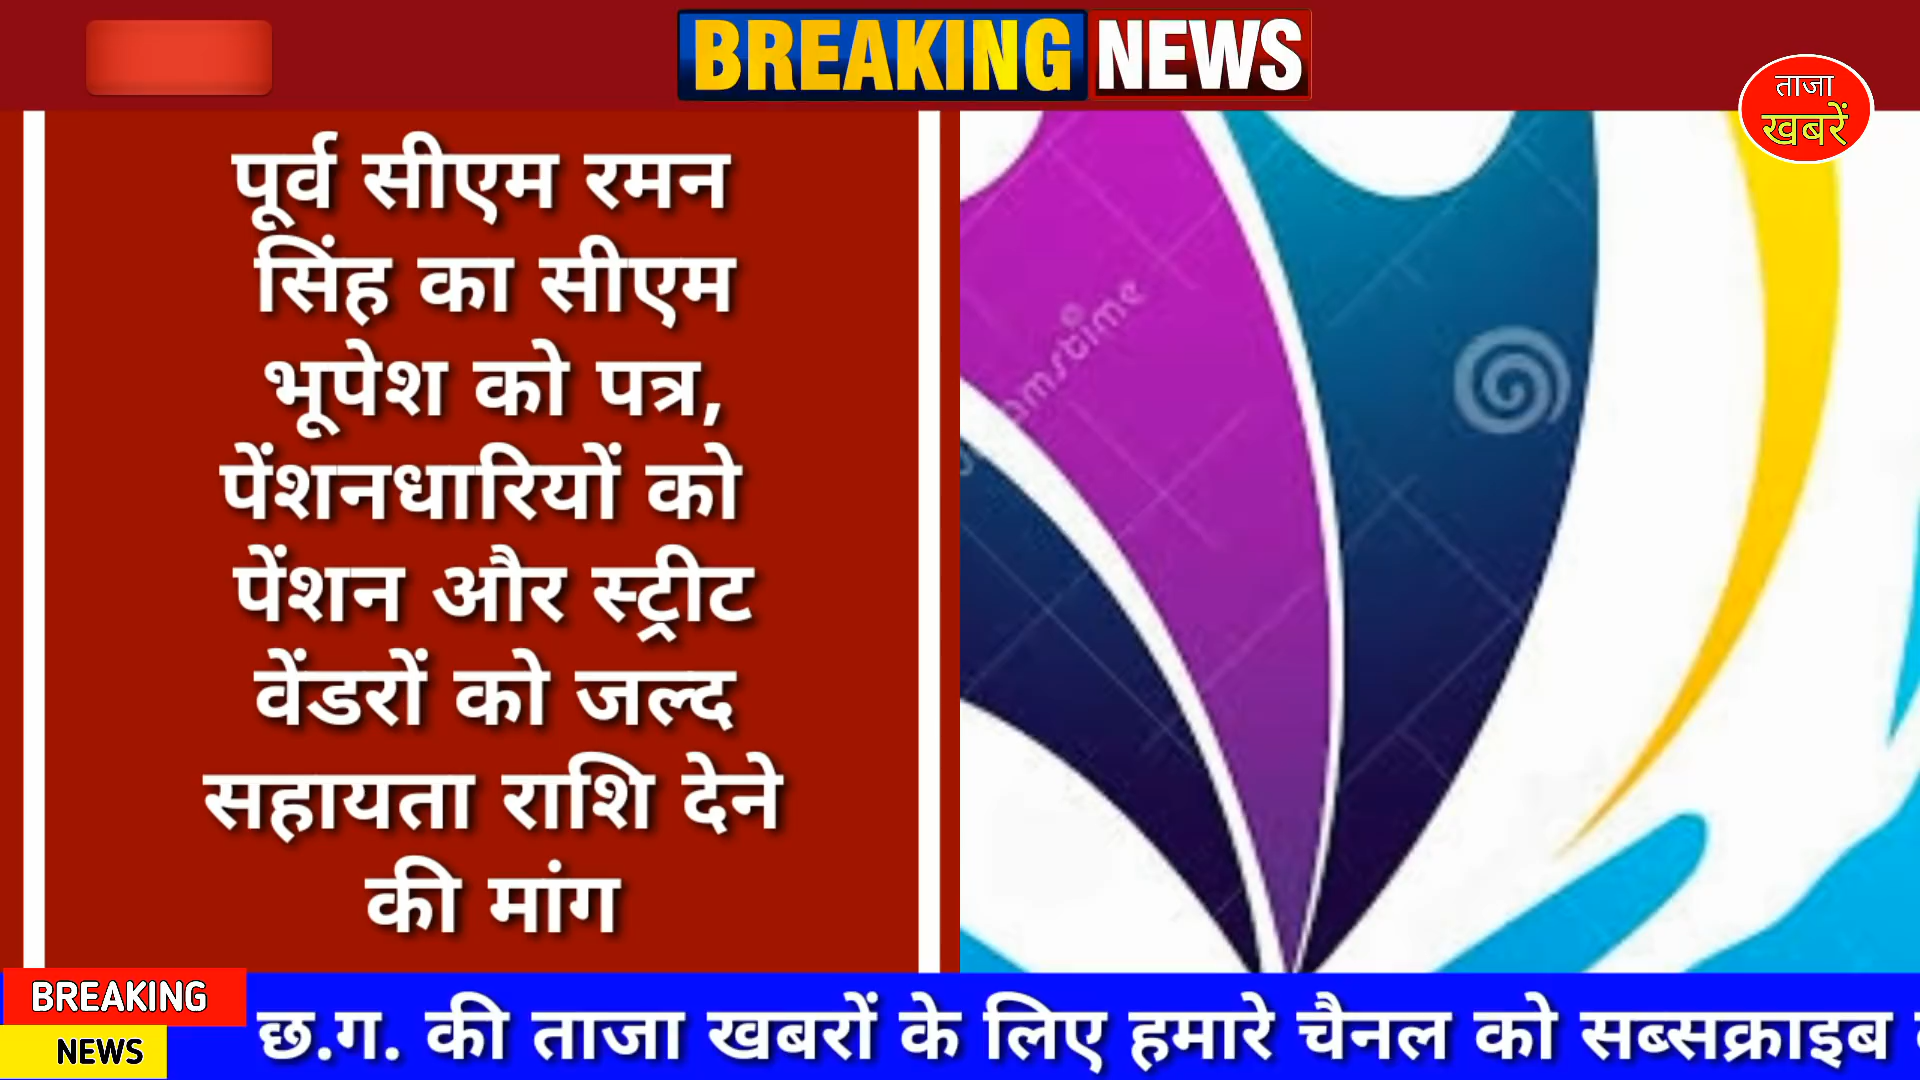 BREAKING NEWS
ताजा
खबरें
पूर्व सीएम रमन
सिंह का सीएम
भूपेश को पत्र,
पेंशनधारियों को
पेंशन और स्ट्रीट
वेंडरों को जल्द
सहायता राशि देने
की मांग
BREAKING
NEWS
छ.ग. की ताजा खबरों के लिए हमारे चैनल को सब्सक्राइब